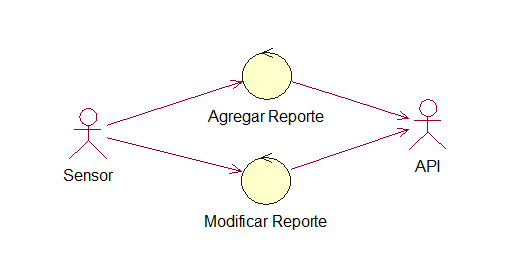 Agregar Reporte
Sensor
API
Modificar Reporte